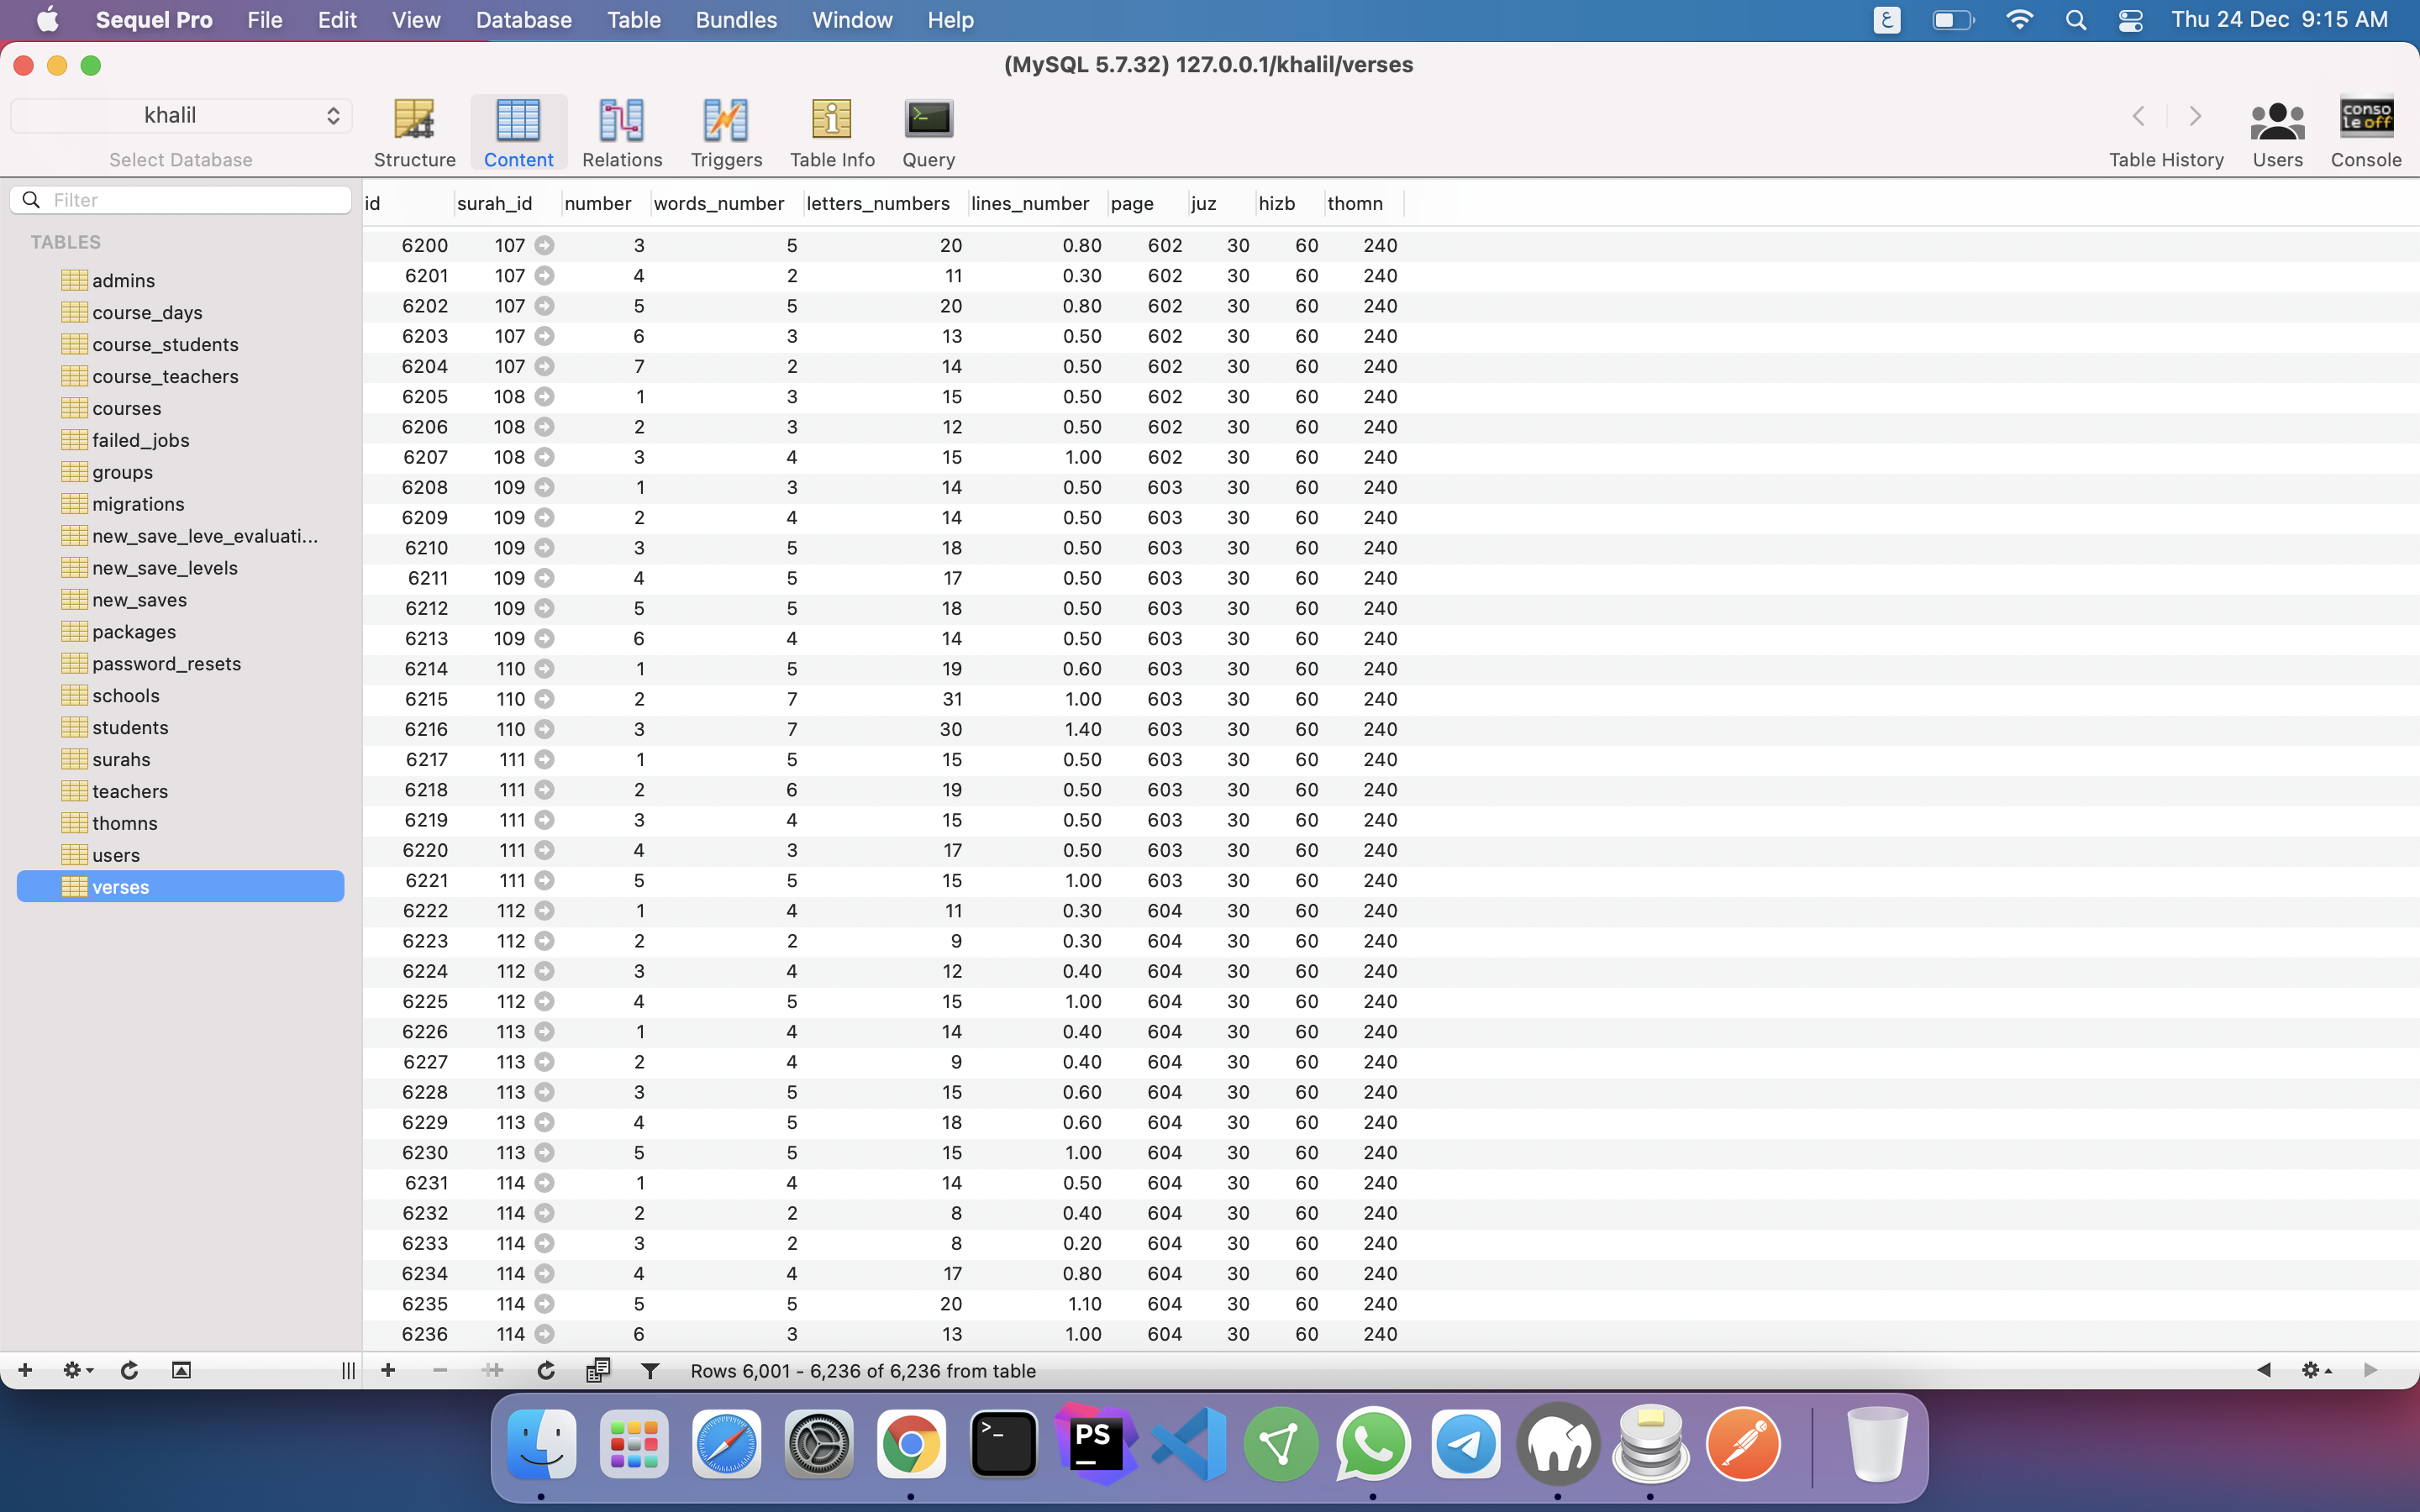 Sequel Pro File Edit View Database Table Bundles Window Help ع Thu 24 Dec 9:15 AM
(MySQL 5.7.32) 127.0.0.1/khalil/verses
khalil
Select Database Structure Content Relations Triggers Table Info Query Table History Users Console
conso
le off
Filter
TABLES
admins
course_days
course_students
course_teachers
courses
failed_jobs
groups
migrations
new_save_leve_evaluati...
new_save_levels
new_saves
packages
password_resets
schools
students
surahs
teachers
thomns
users
verses
id surah_id number words_number letters_numbers lines_number page juz hizb thomn
6200 107 3 5 20 0.80 602 30 60 240
6201 107 4 2 11 0.30 602 30 60 240
6202 107 5 5 20 0.80 602 30 60 240
6203 107 6 3 13 0.50 602 30 60 240
6204 107 7 2 14 0.50 602 30 60 240
6205 108 1 3 15 0.50 602 30 60 240
6206 108 2 3 12 0.50 602 30 60 240
6207 108 3 4 15 1.00 602 30 60 240
6208 109 1 3 14 0.50 603 30 60 240
6209 109 2 4 14 0.50 603 30 60 240
6210 109 3 5 18 0.50 603 30 60 240
6211 109 4 5 17 0.50 603 30 60 240
6212 109 5 5 18 0.50 603 30 60 240
6213 109 6 4 14 0.50 603 30 60 240
6214 110 1 5 19 0.60 603 30 60 240
6215 110 2 7 31 1.00 603 30 60 240
6216 110 3 7 30 1.40 603 30 60 240
6217 111 1 5 15 0.50 603 30 60 240
6218 111 2 6 19 0.50 603 30 60 240
6219 111 3 4 15 0.50 603 30 60 240
6220 111 4 3 17 0.50 603 30 60 240
6221 111 5 5 15 1.00 603 30 60 240
6222 112 1 4 11 0.30 604 30 60 240
6223 112 2 2 9 0.30 604 30 60 240
6224 112 3 4 12 0.40 604 30 60 240
6225 112 4 5 15 1.00 604 30 60 240
6226 113 1 4 14 0.40 604 30 60 240
6227 113 2 4 9 0.40 604 30 60 240
6228 113 3 5 15 0.60 604 30 60 240
6229 113 4 5 18 0.60 604 30 60 240
6230 113 5 5 15 1.00 604 30 60 240
6231 114 1 4 14 0.50 604 30 60 240
6232 114 2 2 8 0.40 604 30 60 240
6233 114 3 2 8 0.20 604 30 60 240
6234 114 4 4 17 0.80 604 30 60 240
6235 114 5 5 20 1.10 604 30 60 240
6236 114 6 3 13 1.00 604 30 60 240
Rows 6,001 - 6,236 of 6,236 from table
PS